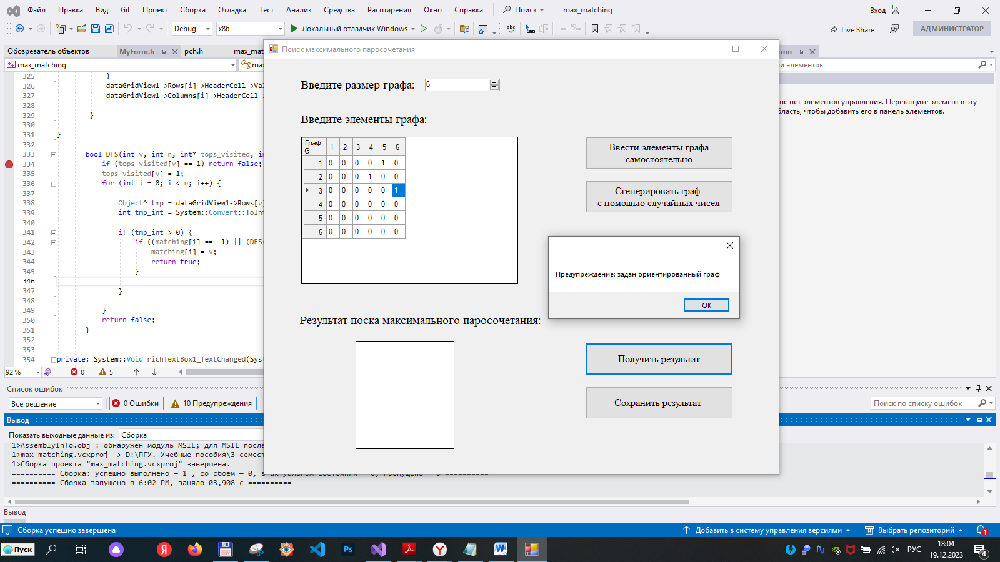 Файл Правка Вид Git Проект Сборка Отладка Тест Анализ Средства Расширения Окно Справка Поиск max_matching Вход
Debug x86 Локальный отладчик Windows Live Share АДМИНИСТРАТОР
Обозреватель объектов MyForm.h pch.h
max_matching
325 }
326 dataGridView1->Rows[i]->HeaderCell->Val
327 dataGridView1->Columns[i]->HeaderCell-
328
329 }
330
331 }
332
333 bool DFS(int v, int n, int* tops_visited, in
334 if (tops_visited[v] == 1) return false;
335 tops_visited[v] = 1;
336 for (int i = 0; i < n; i++) {
337
338 Object^ tmp = dataGridView1->Rows[v]
339 int tmp_int = System::Convert::ToInt
340
341 if (tmp_int > 0) {
342 if ((matching[i] == -1) || (DFS(
343 matching[i] = v;
344 return true;
345 }
346
347 }
348
349 }
350 return false;
351 }
352
353
354 private: System::Void richTextBox1_TextChanged(Sys
92 % 0 5
Поиск максимального паросочетания
Введите размер графа: 6
Введите элементы графа:
Граф G 1 2 3 4 5 6
1 0 0 0 0 1 0
2 0 0 0 1 0 0
3 0 0 0 0 0 1
4 0 0 0 0 0 0
5 0 0 0 0 0 0
6 0 0 0 0 0 0
Ввести элементы графа
самостоятельно
Сгенерировать граф
с помощью случайных чисел
Предупреждение: задан ориентированный граф
ОК
Результат поска максимального паросочетания:
Получить результат
Сохранить результат
тов
и элементов
пе нет элементов управления. Перетащите элемент в эту
бласть, чтобы добавить его в панель элементов.
Список ошибок
Все решение 0 Ошибки 10 Предупреждения Поиск по списку ошибок
Вывод
Показать выходные данные из: Сборка
1>AssemblyInfo.obj : обнаружен модуль MSIL; для MSIL после
1>max_matching.vcxproj -> D:\ПГУ. Учебные пособия\3 семест
1>Сборка проекта "max_matching.vcxproj" завершена.
========== Сборка: успешно выполнено — 1 , со сбоем — 0, в актуальном состоянии — 0, пропущено — 0 ==========
========== Сборка запущено в 6:02 PM, заняло 03,908 с ==========
Вывод
Сборка успешно завершена Добавить в систему управления версиями Выбрать репозиторий 1
Пуск Я Ps W РУС 18:04
19.12.2023 4